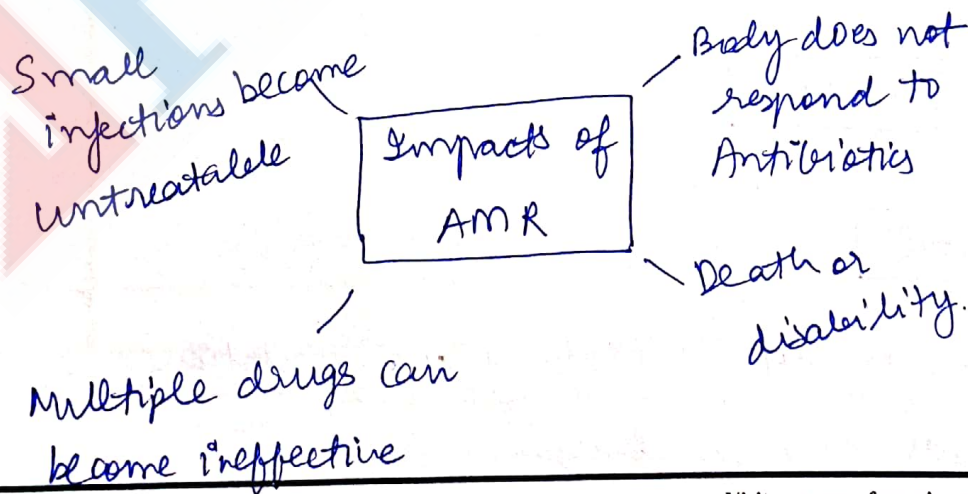 Small
infections become
untreatable
Impacts of
AMR
Body does not
respond to
Antibiotics
Death or
disability.
Multiple drugs can
become ineffective